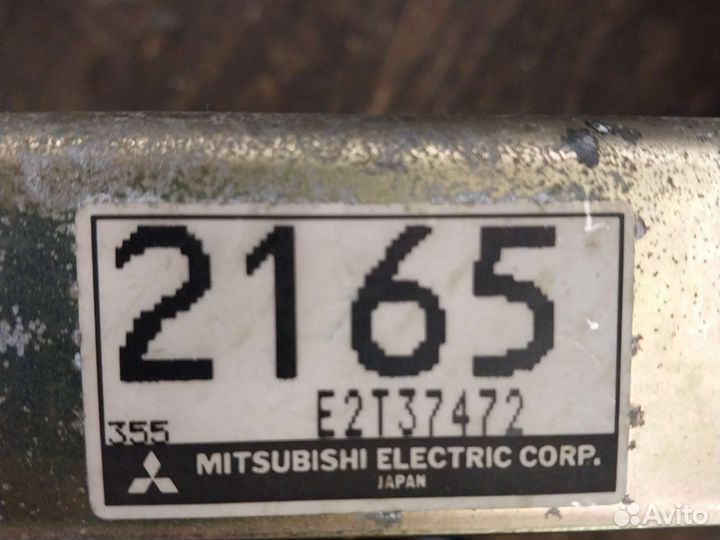 2165
355 E2T37472
MITSUBISHI ELECTRIC CORP.
JAPAN
Avito